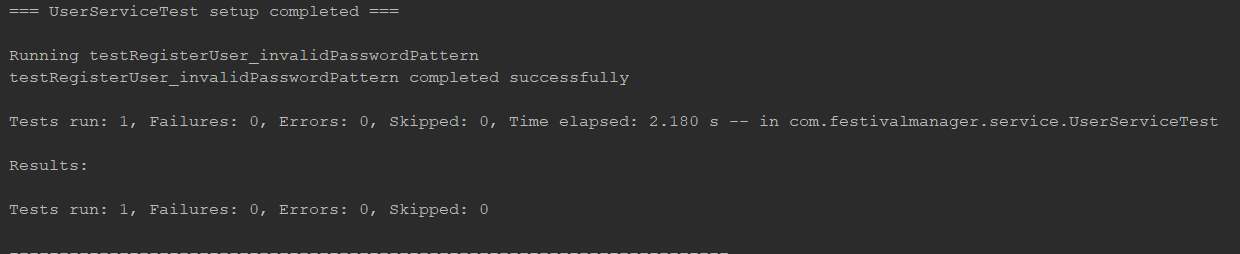 === UserServiceTest setup completed ===
Running testRegisterUser_invalidPasswordPattern
testRegisterUser_invalidPasswordPattern completed successfully
Tests run: 1, Failures: 0, Errors: 0, Skipped: 0, Time elapsed: 2.180 s -- in com.festivalmanager.service.UserServiceTest
Results:
Tests run: 1, Failures: 0, Errors: 0, Skipped: 0
------------------------------------------------------------------------